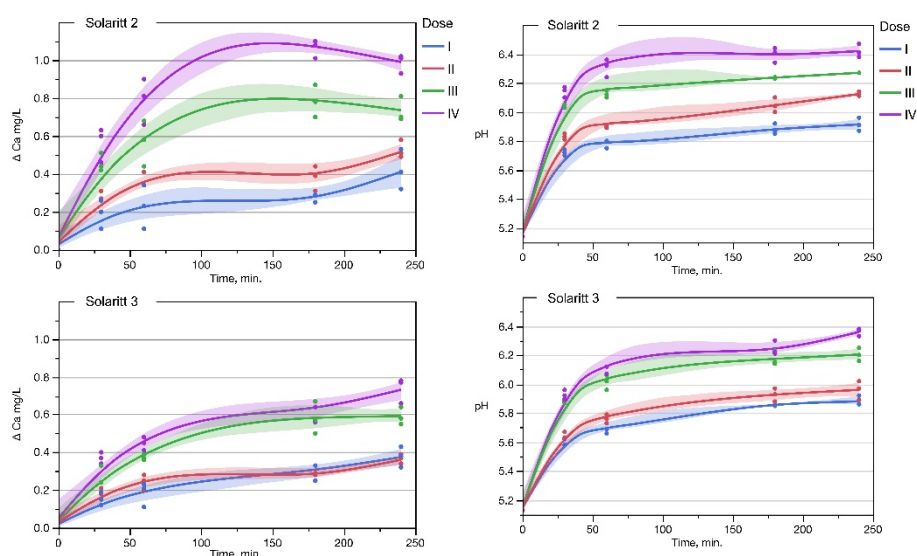 Solaritt 2
Dose
I
II
III
IV
Δ Ca mg/L
1.0
0.8
0.6
0.4
0.2
0.0
0 50 100 150 200 250
Time, min.
Solaritt 2
Dose
I
II
III
IV
pH
6.4
6.2
6.0
5.8
5.6
5.4
5.2
0 50 100 150 200 250
Time, min.
Solaritt 3
Δ Ca mg/L
1.0
0.8
0.6
0.4
0.2
0.0
0 50 100 150 200 250
Time, min.
Solaritt 3
pH
6.4
6.2
6.0
5.8
5.6
5.4
5.2
0 50 100 150 200 250
Time, min.